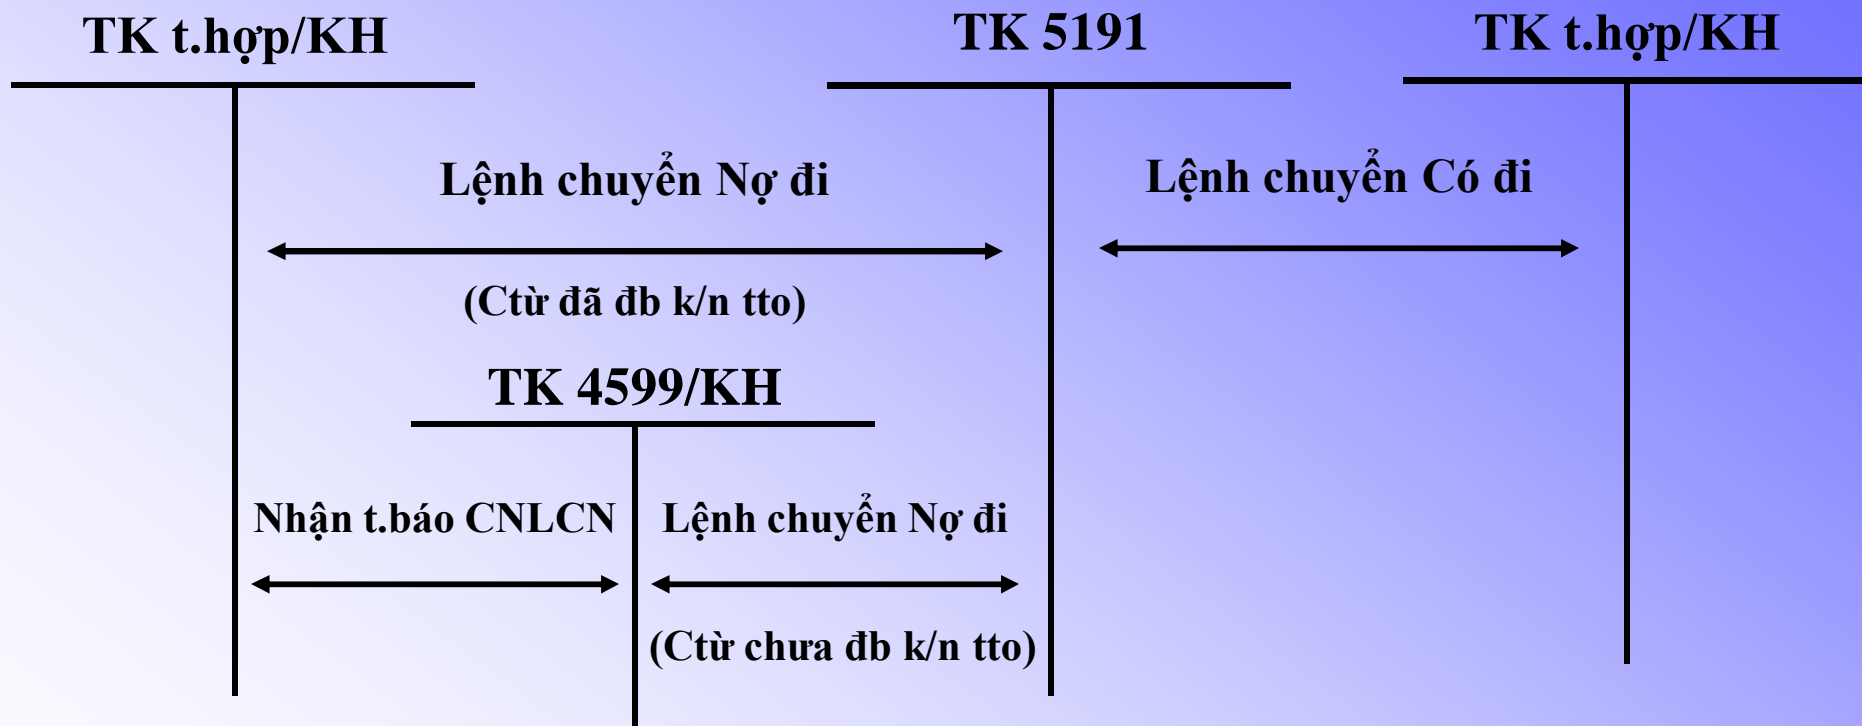 TK t.hợp/KH
TK 5191
TK t.hợp/KH
Lệnh chuyển Nợ đi
Lệnh chuyển Có đi
(Ctừ đã đb k/n tto)
TK 4599/KH
Nhận t.báo CNLCN
Lệnh chuyển Nợ đi
(Ctừ chưa đb k/n tto)